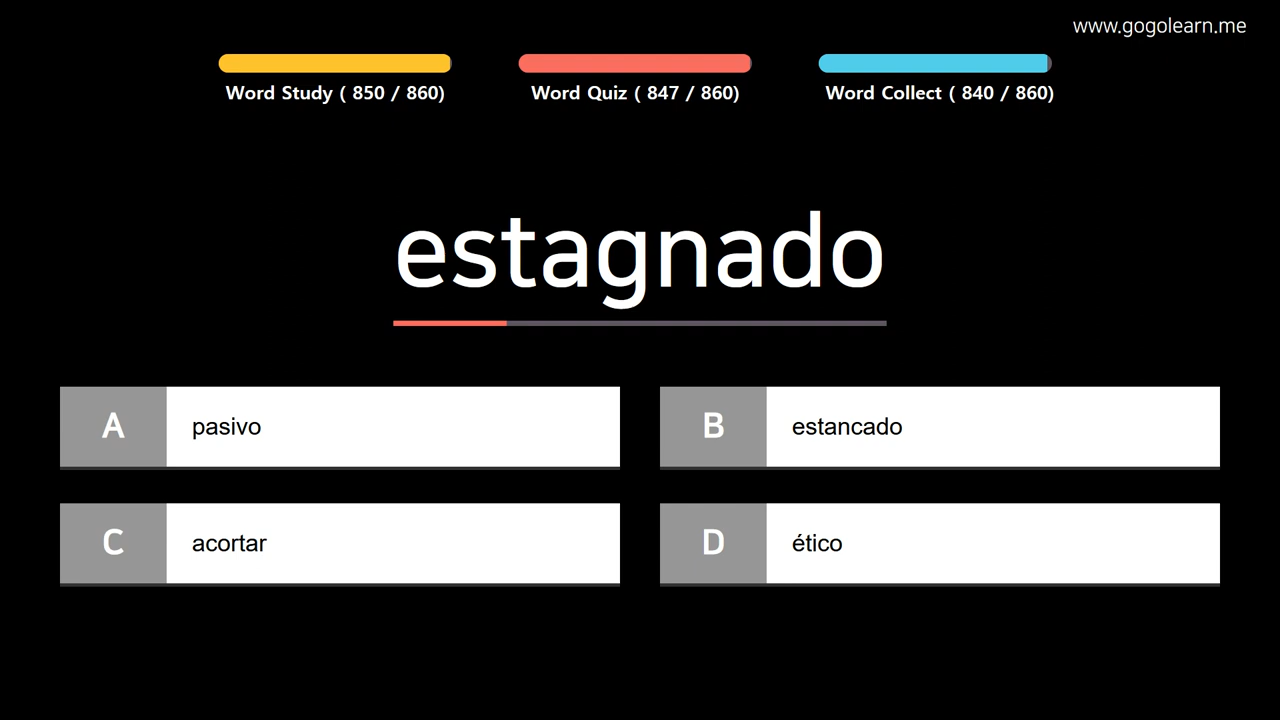 www.gogolearn.me
Word Study ( 850 / 860)
Word Quiz ( 847 / 860)
Word Collect ( 840 / 860)
estagnado
A
pasivo
B
estancado
C
acortar
D
ético